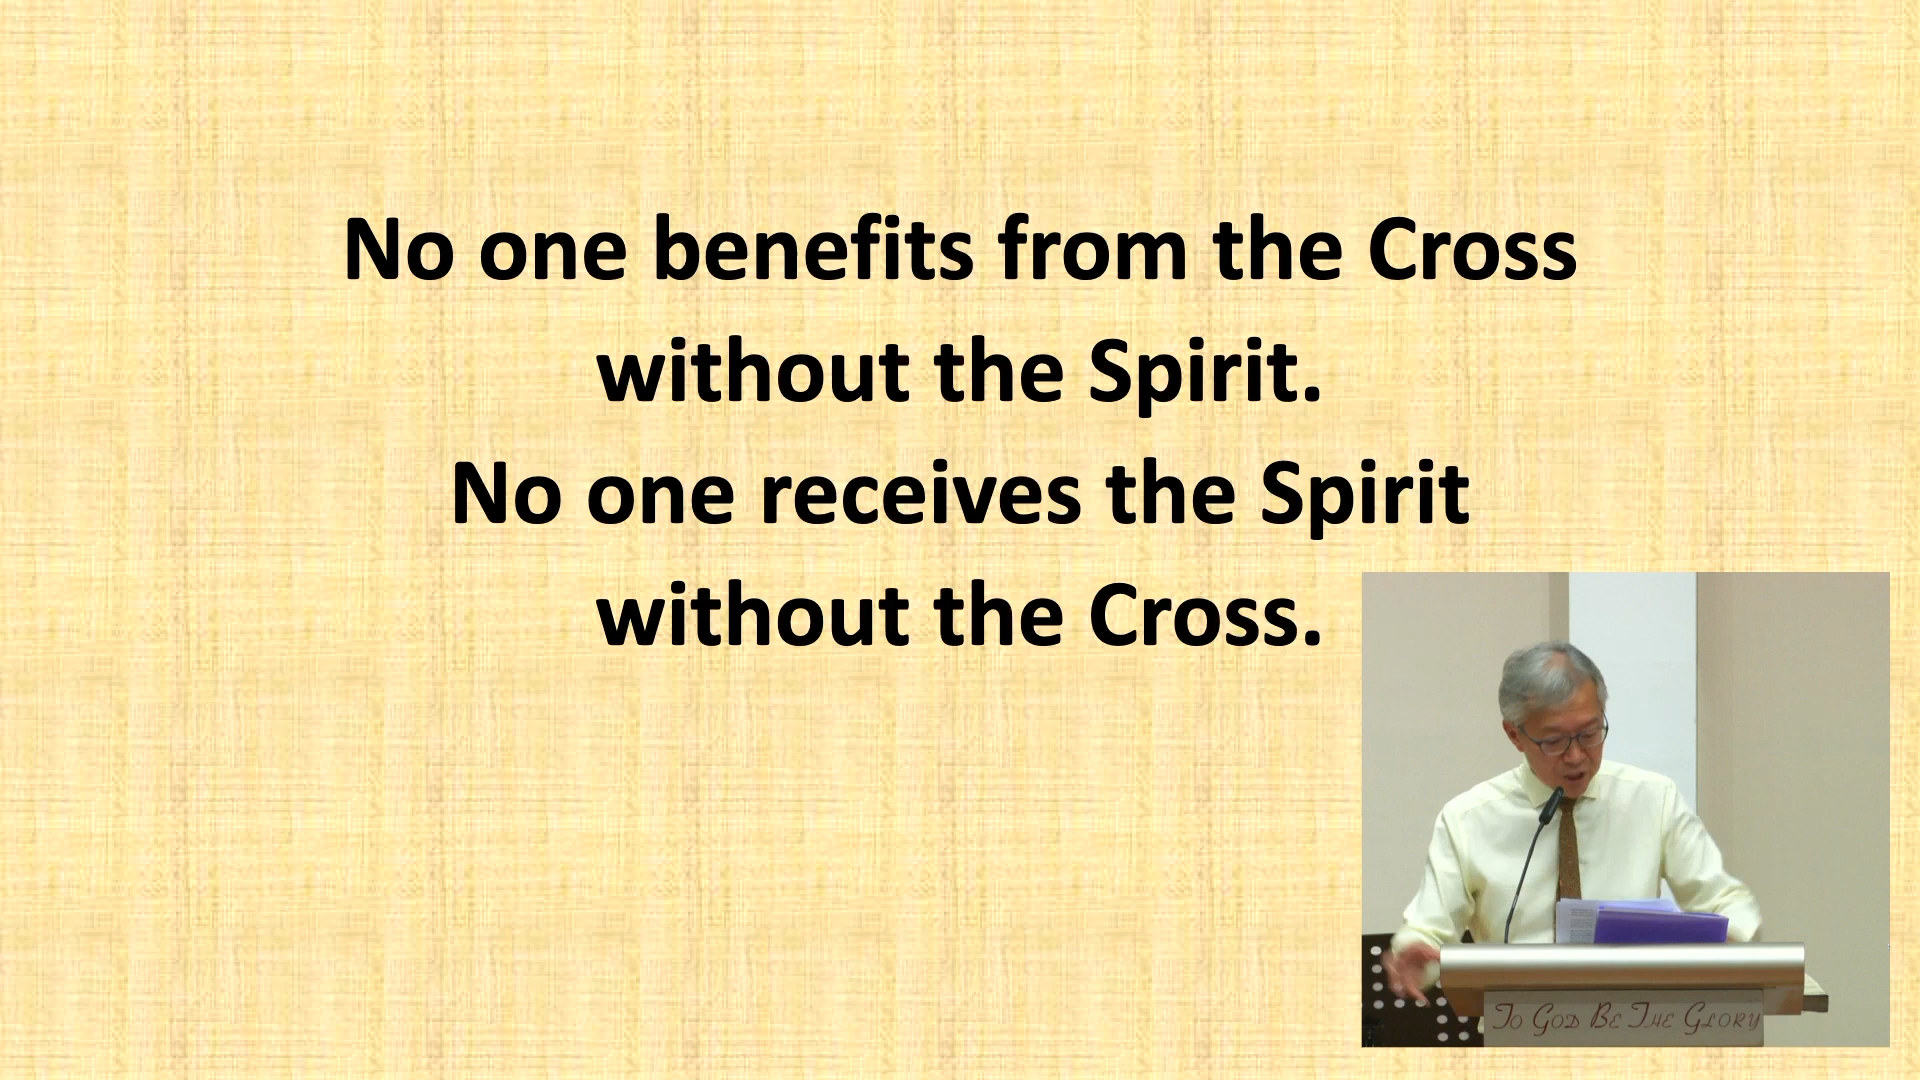 No one benefits from the Cross
without the Spirit.
No one receives the Spirit
without the Cross.
To God Be The Glory